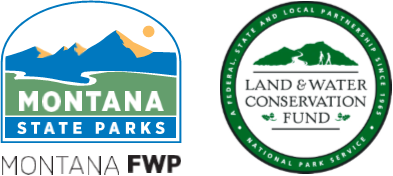 MONTANA
STATE PARKS
MONTANA FWP
A FEDERAL, STATE AND LOCAL PARTNERSHIP SINCE 1965
LAND & WATER
CONSERVATION
FUND
• NATIONAL PARK SERVICE •